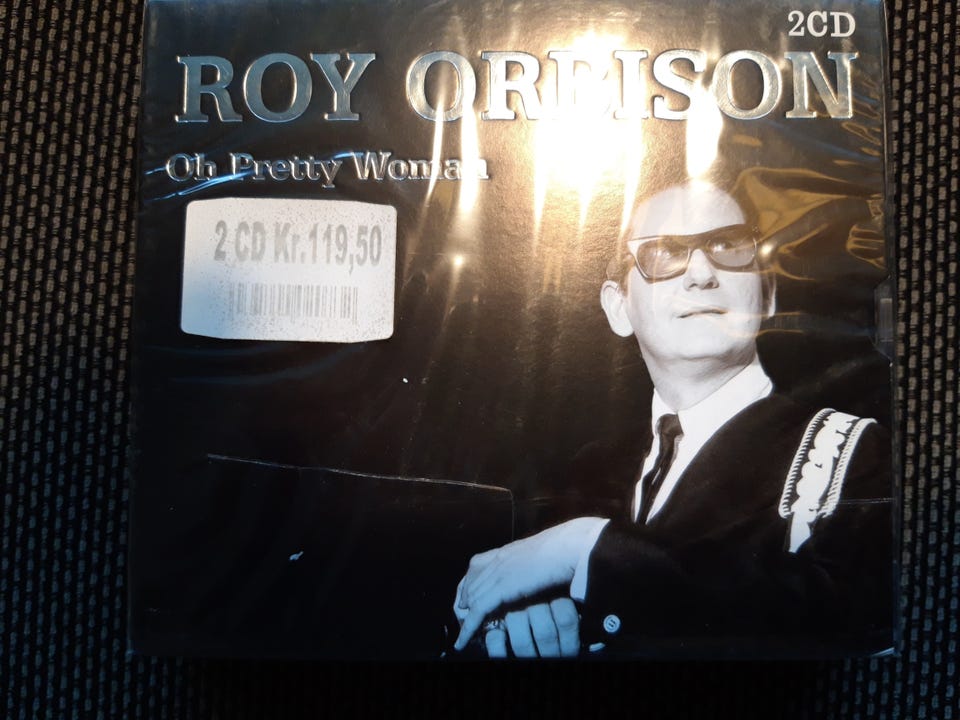 2CD
ROY ORBISON
Oh Pretty Woman
2 CD Kr.119,50